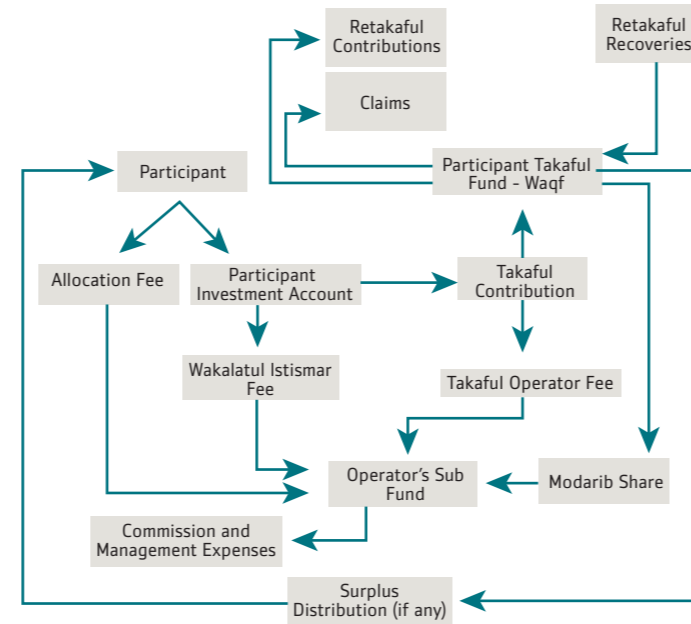 Retakaful
Contributions
Retakaful
Recoveries
Claims
Participant
Participant Takaful
Fund - Waqf
Allocation Fee
Participant
Investment Account
Takaful
Contribution
Wakalatul Istismar
Fee
Takaful Operator Fee
Operator's Sub
Fund
Modarib Share
Commission and
Management Expenses
Surplus
Distribution (if any)